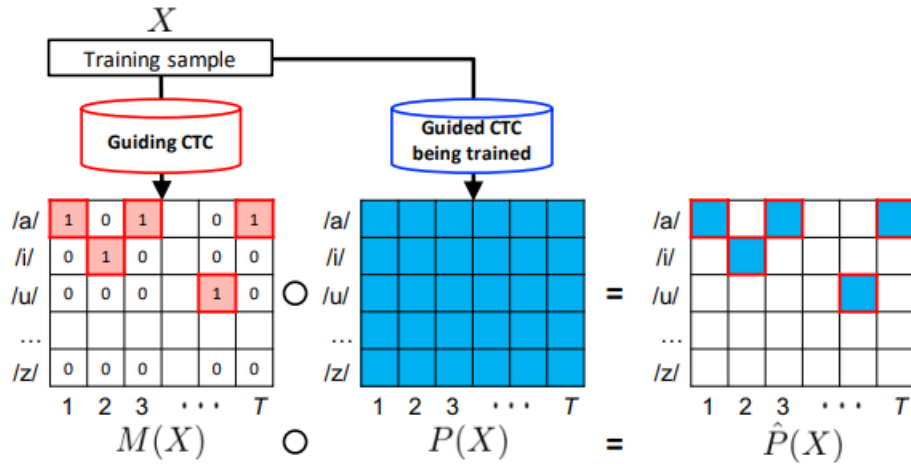 X
Training sample
Guiding CTC
Guided CTC
being trained
/a/ 1 0 1 0 1
/i/ 0 1 0 0 0
/u/ 0 0 0 1 0
...
/z/ 0 0 0 0 0
1 2 3 ··· T
M(X)
○
/a/
/i/
/u/
...
/z/
1 2 3 ··· T
P(X)
○
=
/a/
/i/
/u/
...
/z/
1 2 3 ··· T
=
P̂(X)